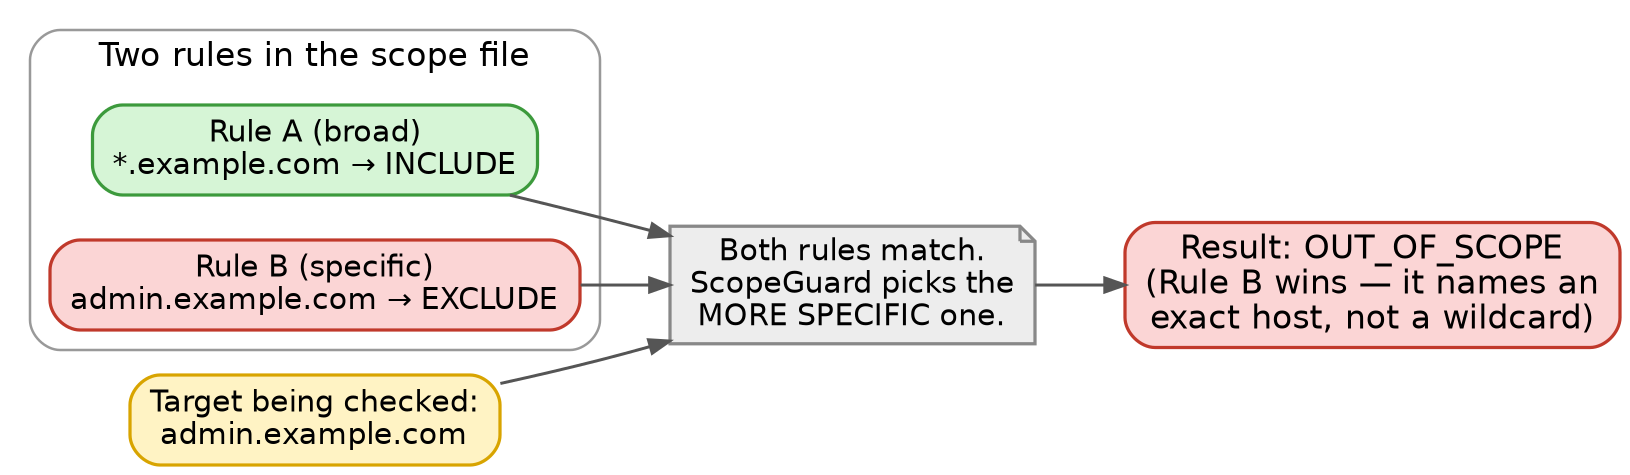 Two rules in the scope file
Rule A (broad)
*.example.com → INCLUDE
Rule B (specific)
admin.example.com → EXCLUDE
Target being checked:
admin.example.com
Both rules match.
ScopeGuard picks the
MORE SPECIFIC one.
Result: OUT_OF_SCOPE
(Rule B wins — it names an
exact host, not a wildcard)